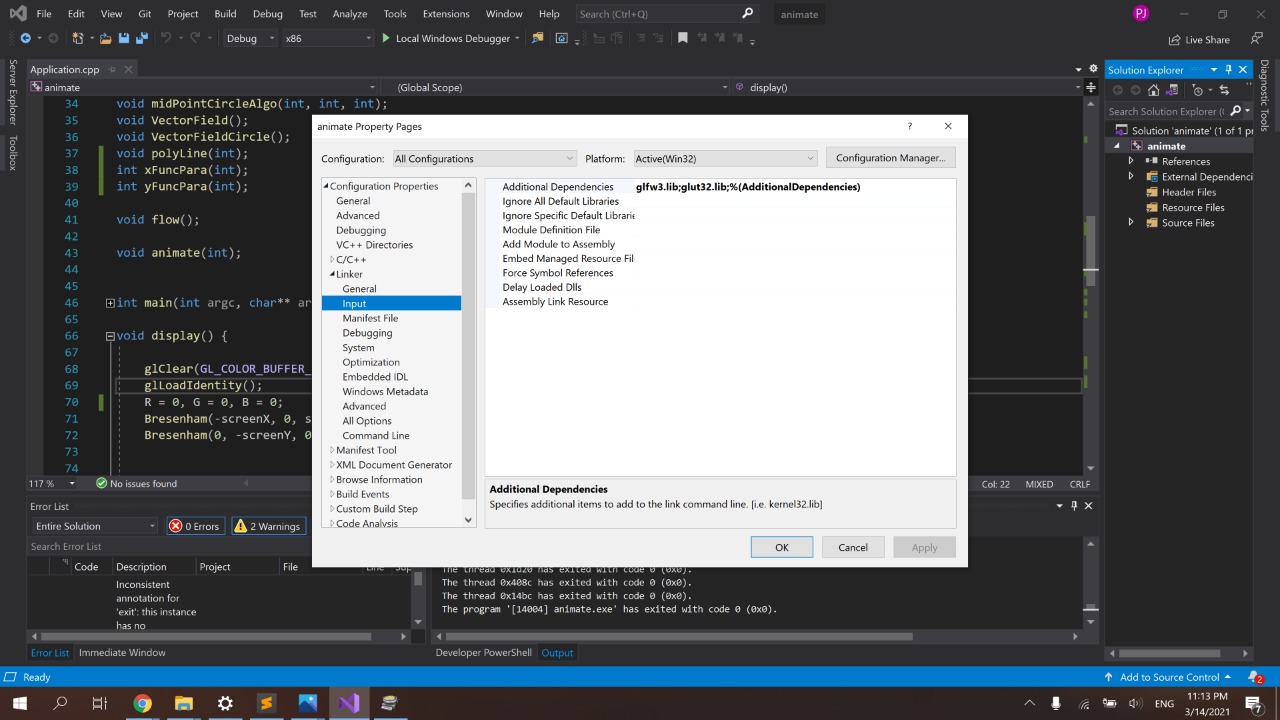 File Edit View Git Project Build Debug Test Analyze Tools Extensions Window Help Search (Ctrl+Q) animate PJ
Debug x86 Local Windows Debugger Live Share
Server Explorer
Toolbox
Application.cpp
animate (Global Scope) display()
34 void midPointCircleAlgo(int, int, int);
35 void VectorField();
36 void VectorFieldCircle();
37 void polyLine(int);
38 int xFuncPara(int);
39 int yFuncPara(int);
40
41 void flow();
42
43 void animate(int);
44
45
46 int main(int argc, char** ar
65
66 void display() {
67
68 glClear(GL_COLOR_BUFFER_
69 glLoadIdentity();
70 R = 0, G = 0, B = 0;
71 Bresenham(-screenX, 0, s
72 Bresenham(0, -screenY, 0
73
74
117 % No issues found Col: 22 MIXED CRLF
animate Property Pages ?
Configuration: All Configurations Platform: Active(Win32) Configuration Manager...
Configuration Properties
General
Advanced
Debugging
VC++ Directories
C/C++
Linker
General
Input
Manifest File
Debugging
System
Optimization
Embedded IDL
Windows Metadata
Advanced
All Options
Command Line
Manifest Tool
XML Document Generator
Browse Information
Build Events
Custom Build Step
Code Analysis
Additional Dependencies glfw3.lib;glut32.lib;%(AdditionalDependencies)
Ignore All Default Libraries
Ignore Specific Default Librarie
Module Definition File
Add Module to Assembly
Embed Managed Resource Fil
Force Symbol References
Delay Loaded Dlls
Assembly Link Resource
Additional Dependencies
Specifies additional items to add to the link command line. [i.e. kernel32.lib]
OK Cancel Apply
Solution Explorer
Search Solution Explorer (
Solution 'animate' (1 of 1 pr
animate
References
External Dependenci
Header Files
Resource Files
Source Files
Diagnostic Tools
Error List
Entire Solution 0 Errors 2 Warnings
Search Error List
Code Description Project File Line Sup
Inconsistent
annotation for
'exit': this instance
has no
The thread 0x1d20 has exited with code 0 (0x0).
The thread 0x408c has exited with code 0 (0x0).
The thread 0x14bc has exited with code 0 (0x0).
The program '[14004] animate.exe' has exited with code 0 (0x0).
Error List Immediate Window Developer PowerShell Output
Ready Add to Source Control 2
ENG 11:13 PM
3/14/2021 7